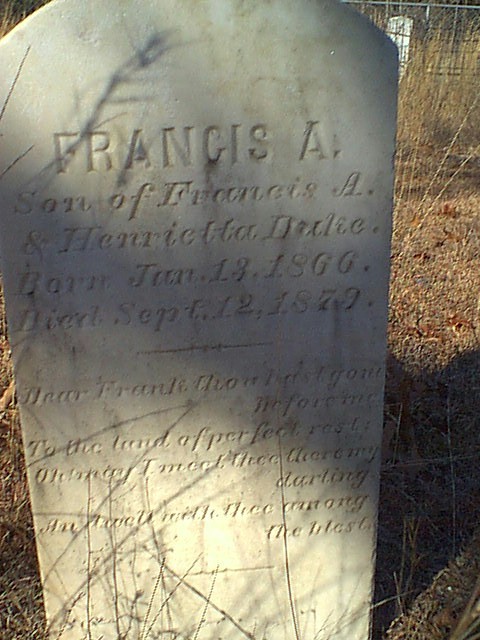 FRANCIS A.
Son of Francis A.
& Henrietta Duke.
Born Jan. 13. 1866.
Died Sept. 12, 1879.
Dear Frank thou hast gone
Before me
To the land of perfect rest;
Oh! may I meet thee there my
darling
And dwell with thee among
the blest.